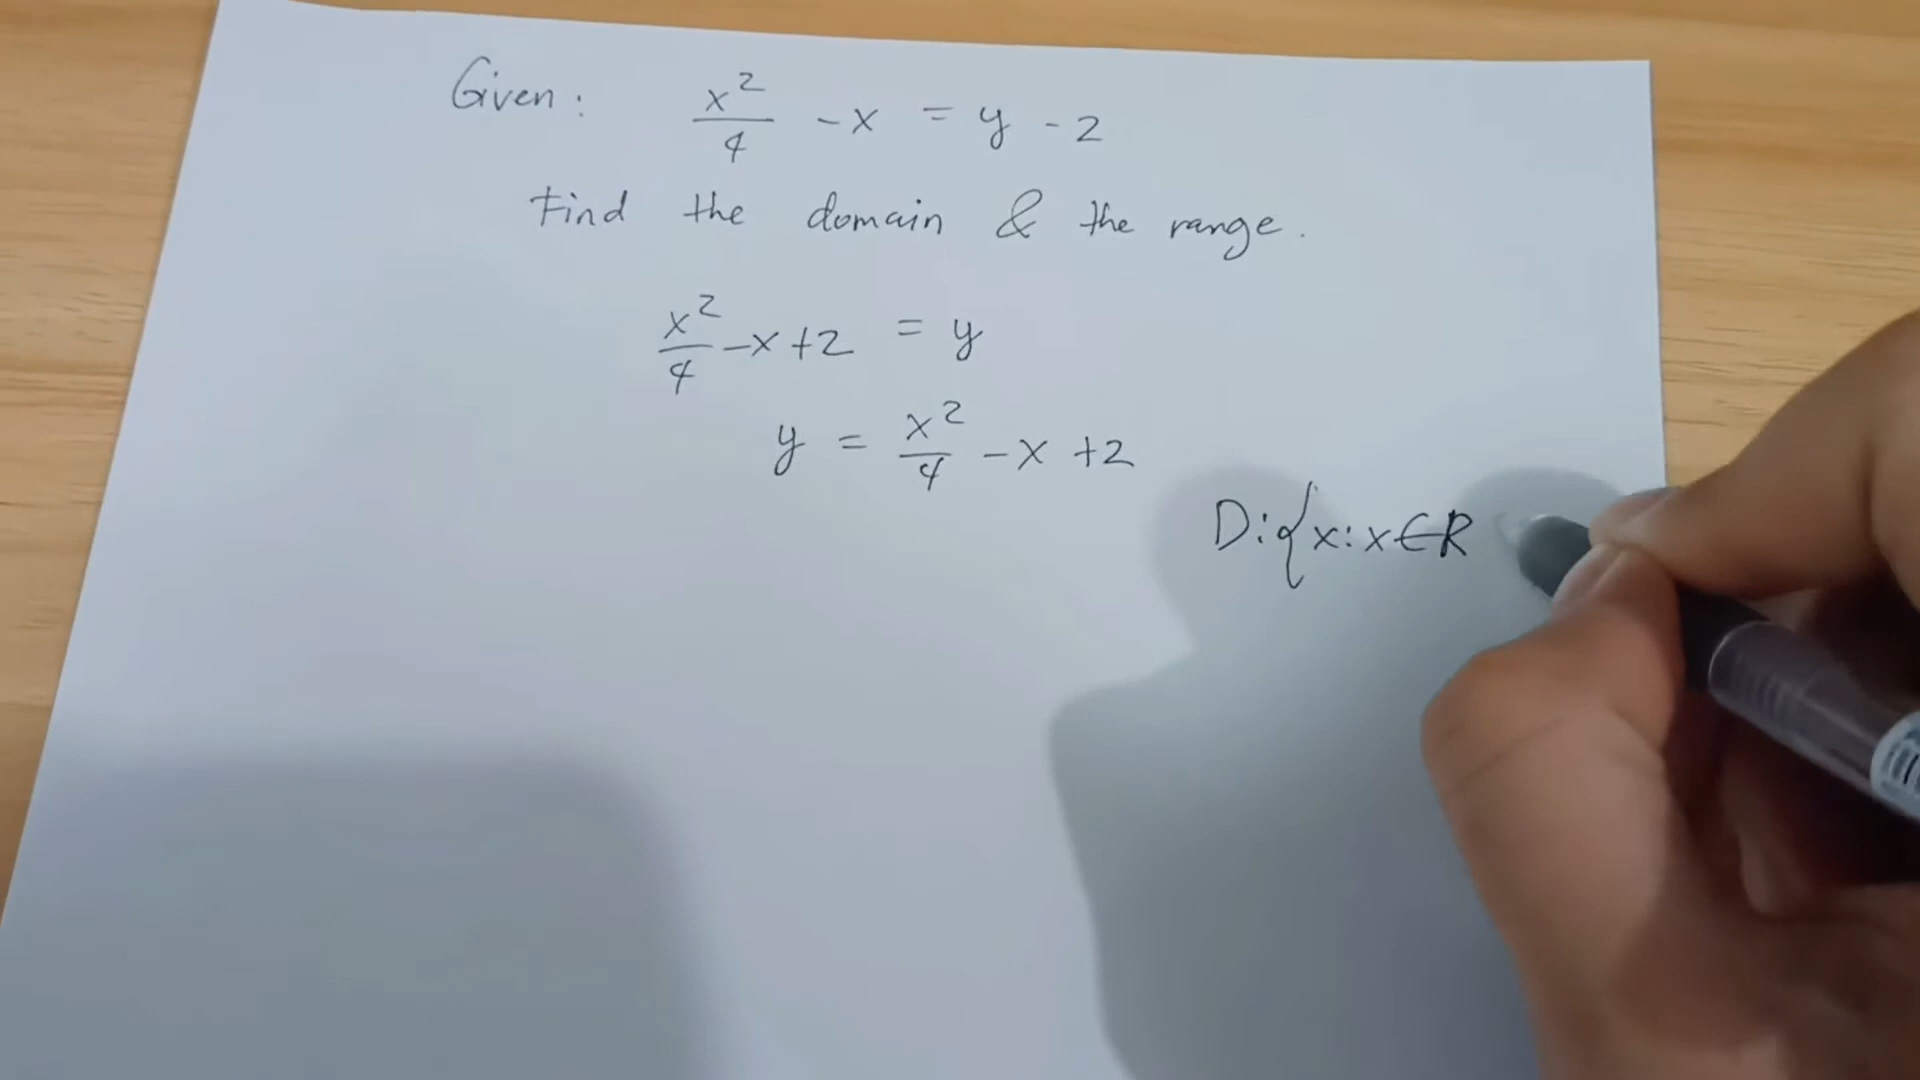 Given: x²/4 - x = y - 2
Find the domain & the range.
x²/4 - x + 2 = y
y = x²/4 - x + 2
D:{x:x∈R